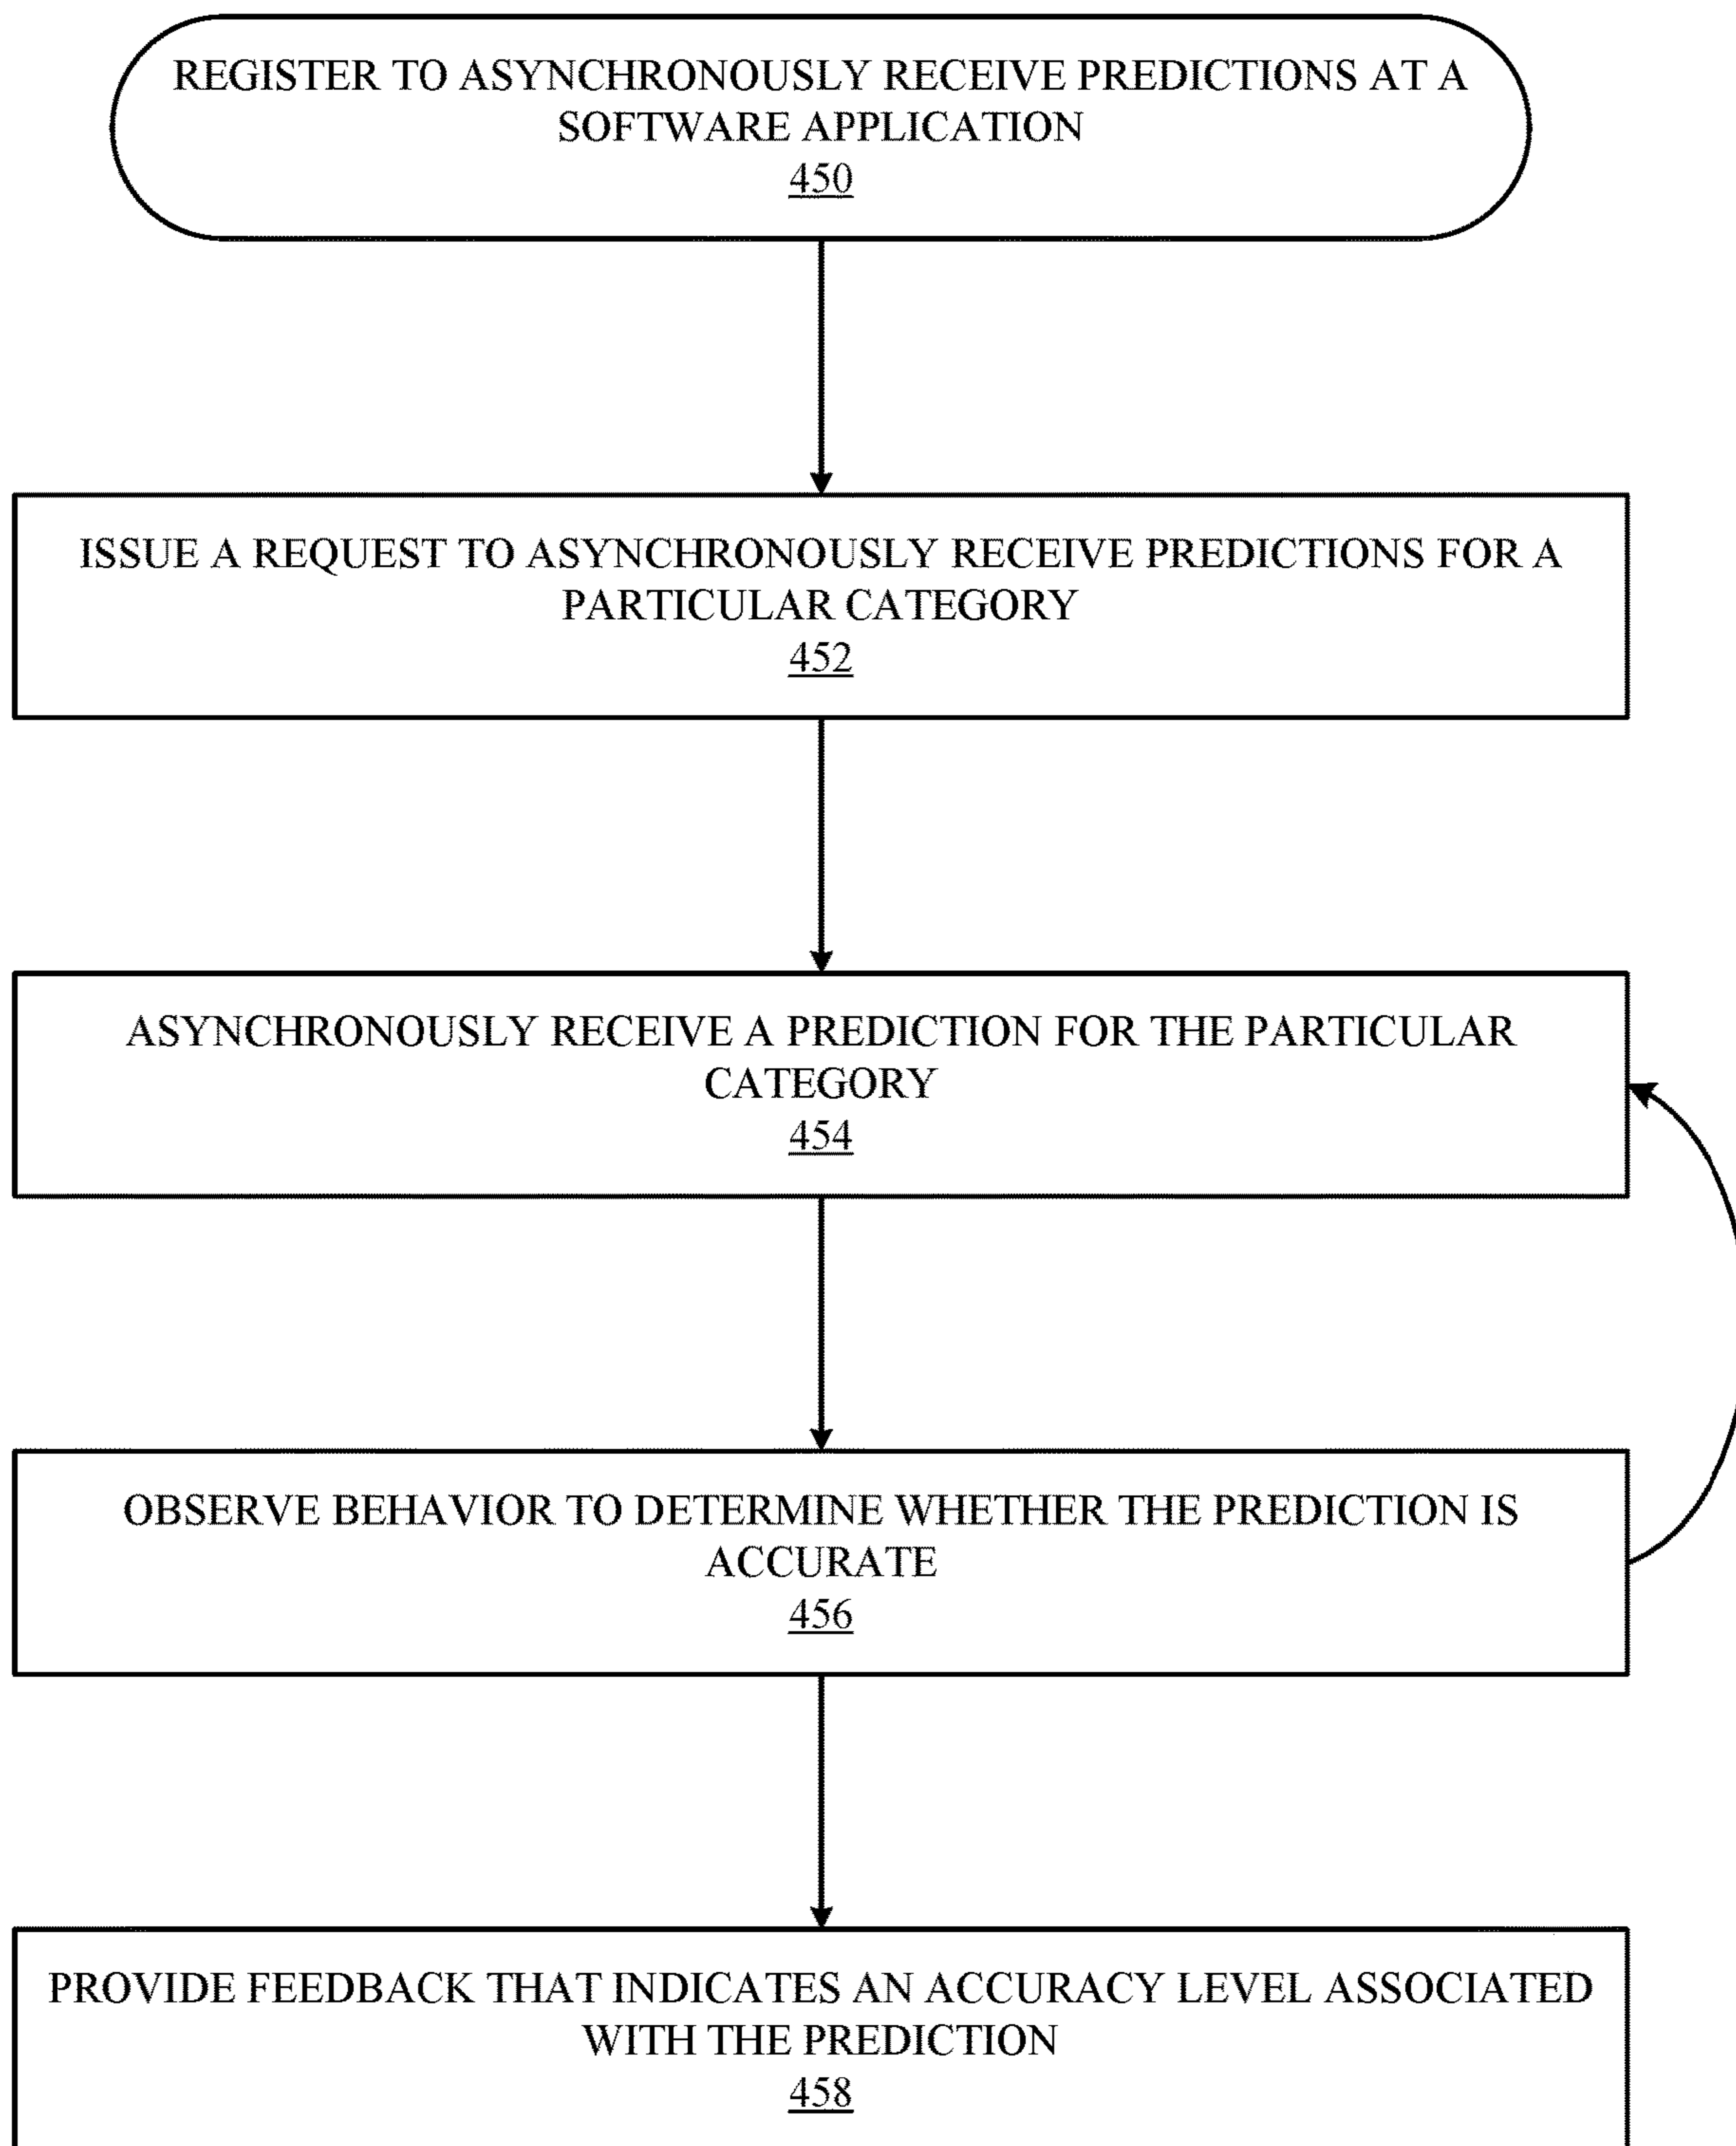 REGISTER TO ASYNCHRONOUSLY RECEIVE PREDICTIONS AT A
SOFTWARE APPLICATION
450
ISSUE A REQUEST TO ASYNCHRONOUSLY RECEIVE PREDICTIONS FOR A
PARTICULAR CATEGORY
452
ASYNCHRONOUSLY RECEIVE A PREDICTION FOR THE PARTICULAR
CATEGORY
454
OBSERVE BEHAVIOR TO DETERMINE WHETHER THE PREDICTION IS
ACCURATE
456
PROVIDE FEEDBACK THAT INDICATES AN ACCURACY LEVEL ASSOCIATED
WITH THE PREDICTION
458